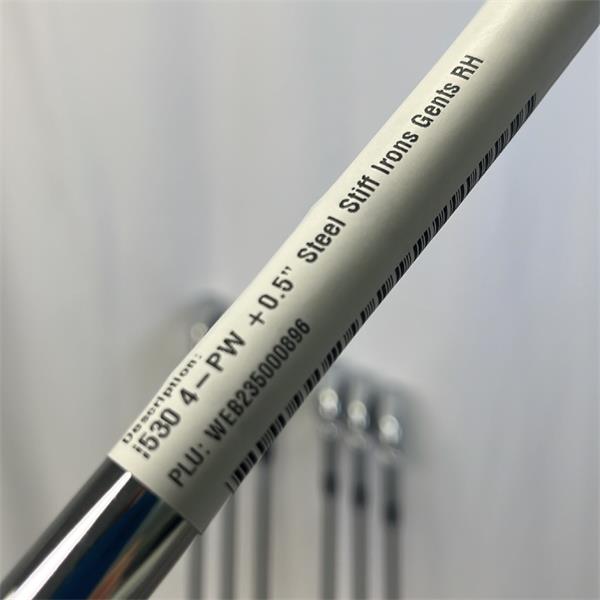 Description:
i530 4-PW +0.5" Steel Stiff Irons Gents RH
PLU: WEB235000896